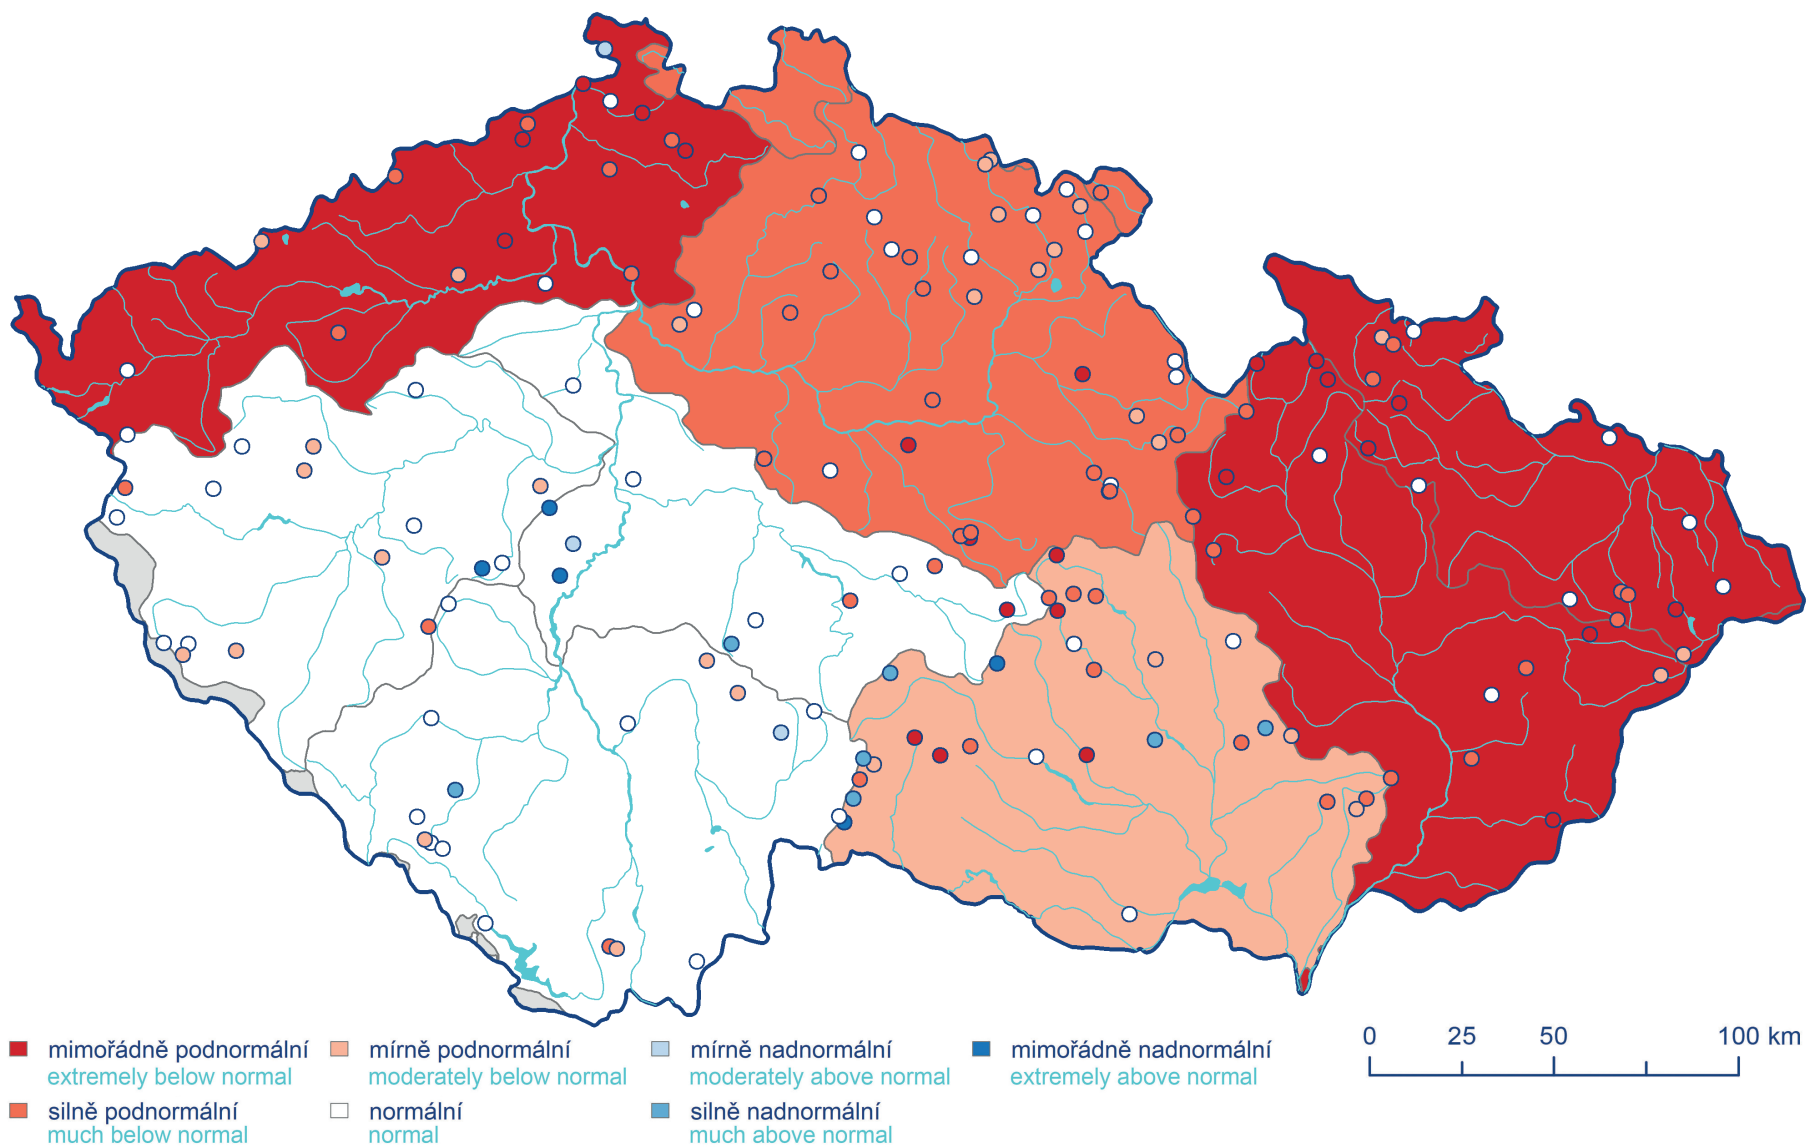 0 25 50 100 km
mimořádně podnormální mírně podnormální mírně nadnormální mimořádně nadnormální
extremely below normal moderately below normal moderately above normal extremely above normal
silně podnormální normální silně nadnormální
much below normal normal much above normal